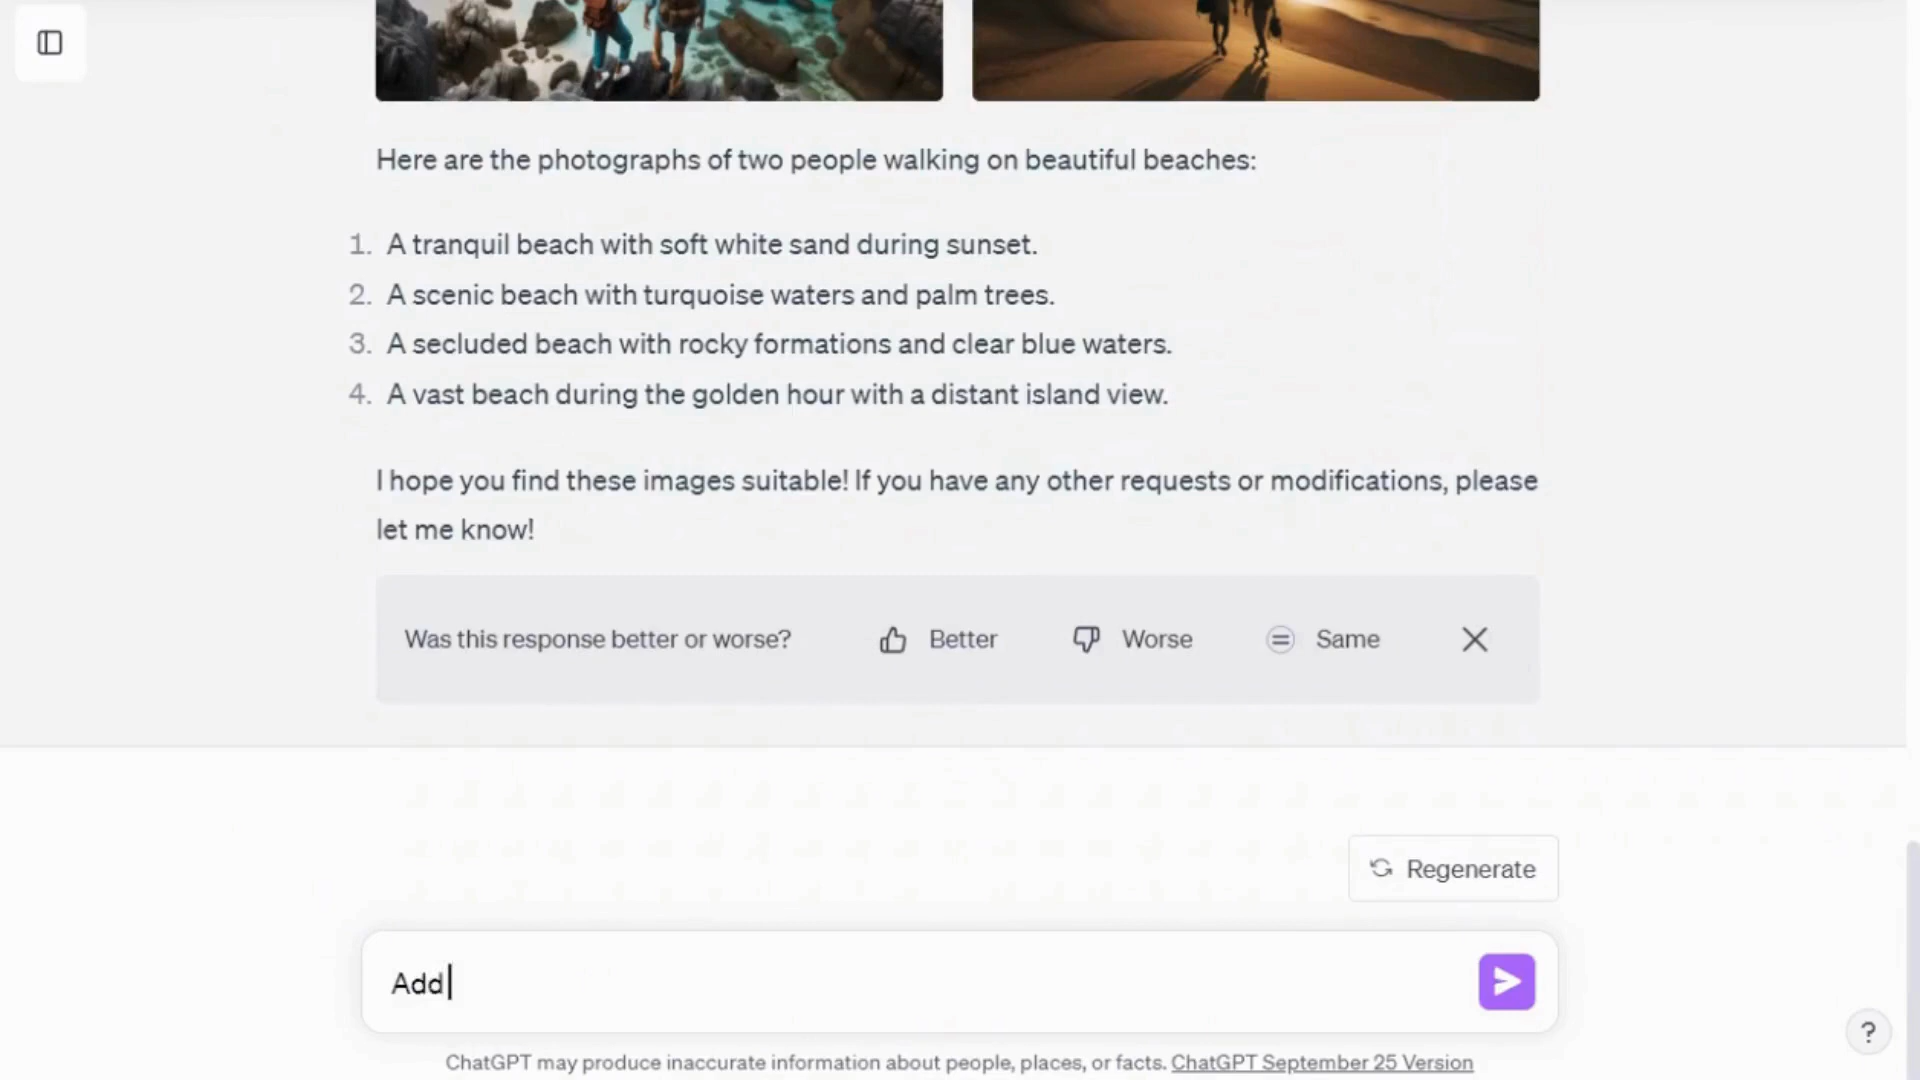 Here are the photographs of two people walking on beautiful beaches:
1. A tranquil beach with soft white sand during sunset.
2. A scenic beach with turquoise waters and palm trees.
3. A secluded beach with rocky formations and clear blue waters.
4. A vast beach during the golden hour with a distant island view.
I hope you find these images suitable! If you have any other requests or modifications, please
let me know!
Was this response better or worse? Better Worse Same
Regenerate
Add
?
ChatGPT may produce inaccurate information about people, places, or facts. ChatGPT September 25 Version